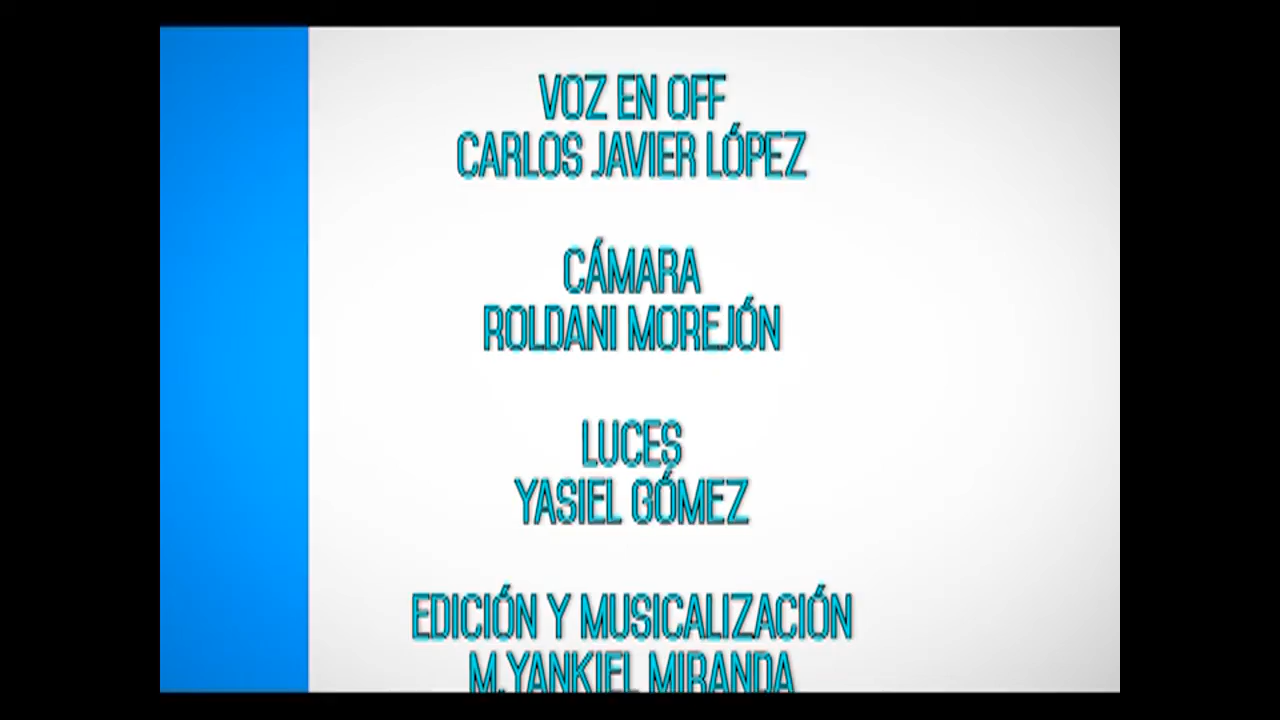 VOZ EN OFF
CARLOS JAVIER LÓPEZ
CÁMARA
ROLDANI MOREJÓN
LUCES
YASIEL GÓMEZ
EDICIÓN Y MUSICALIZACIÓN
M. YANKIEL MIRANDA